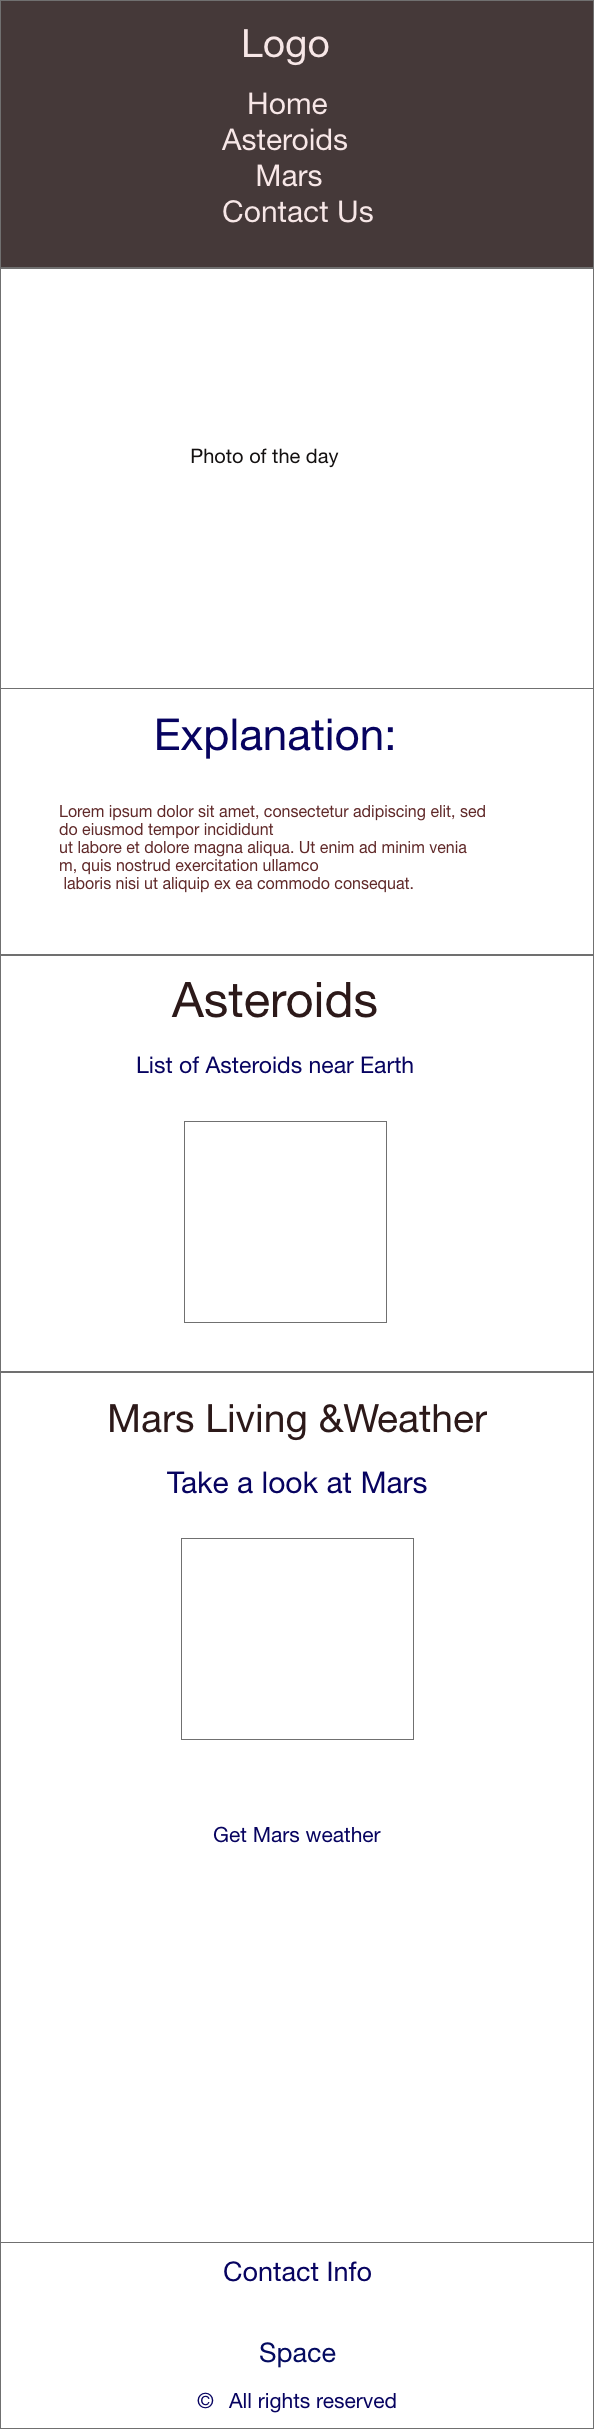 Logo
Home
Asteroids
Mars
Contact Us
Photo of the day
Explanation:
Lorem ipsum dolor sit amet, consectetur adipiscing elit, sed
do eiusmod tempor incididunt
ut labore et dolore magna aliqua. Ut enim ad minim venia
m, quis nostrud exercitation ullamco
laboris nisi ut aliquip ex ea commodo consequat.
Asteroids
List of Asteroids near Earth
Mars Living &Weather
Take a look at Mars
Get Mars weather
Contact Info
Space
© All rights reserved